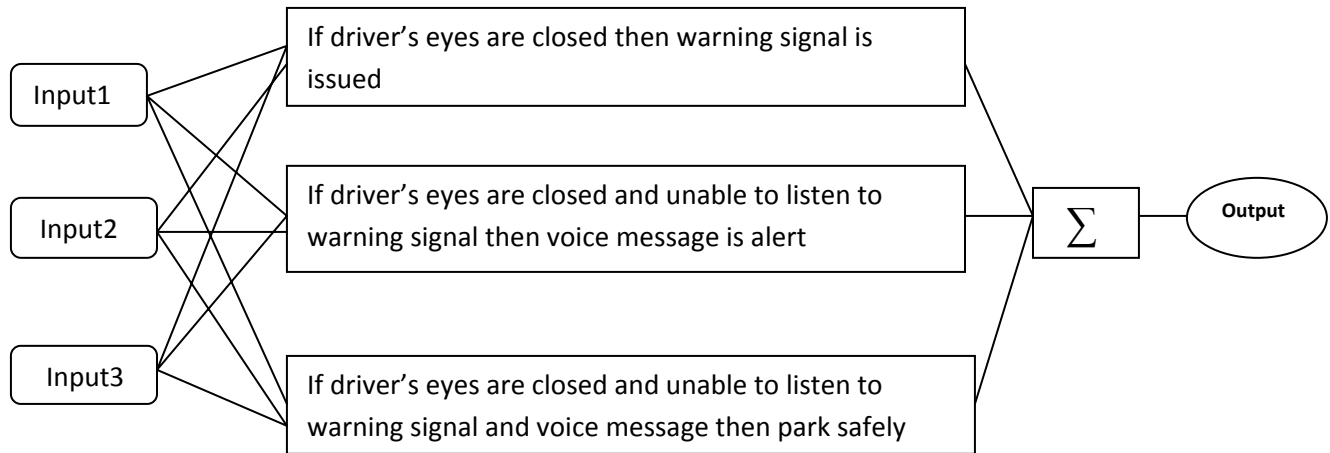 If driver’s eyes are closed then warning signal is
issued
Input1
If driver’s eyes are closed and unable to listen to
warning signal then voice message is alert
Input2
∑
Output
Input3
If driver’s eyes are closed and unable to listen to
warning signal and voice message then park safely